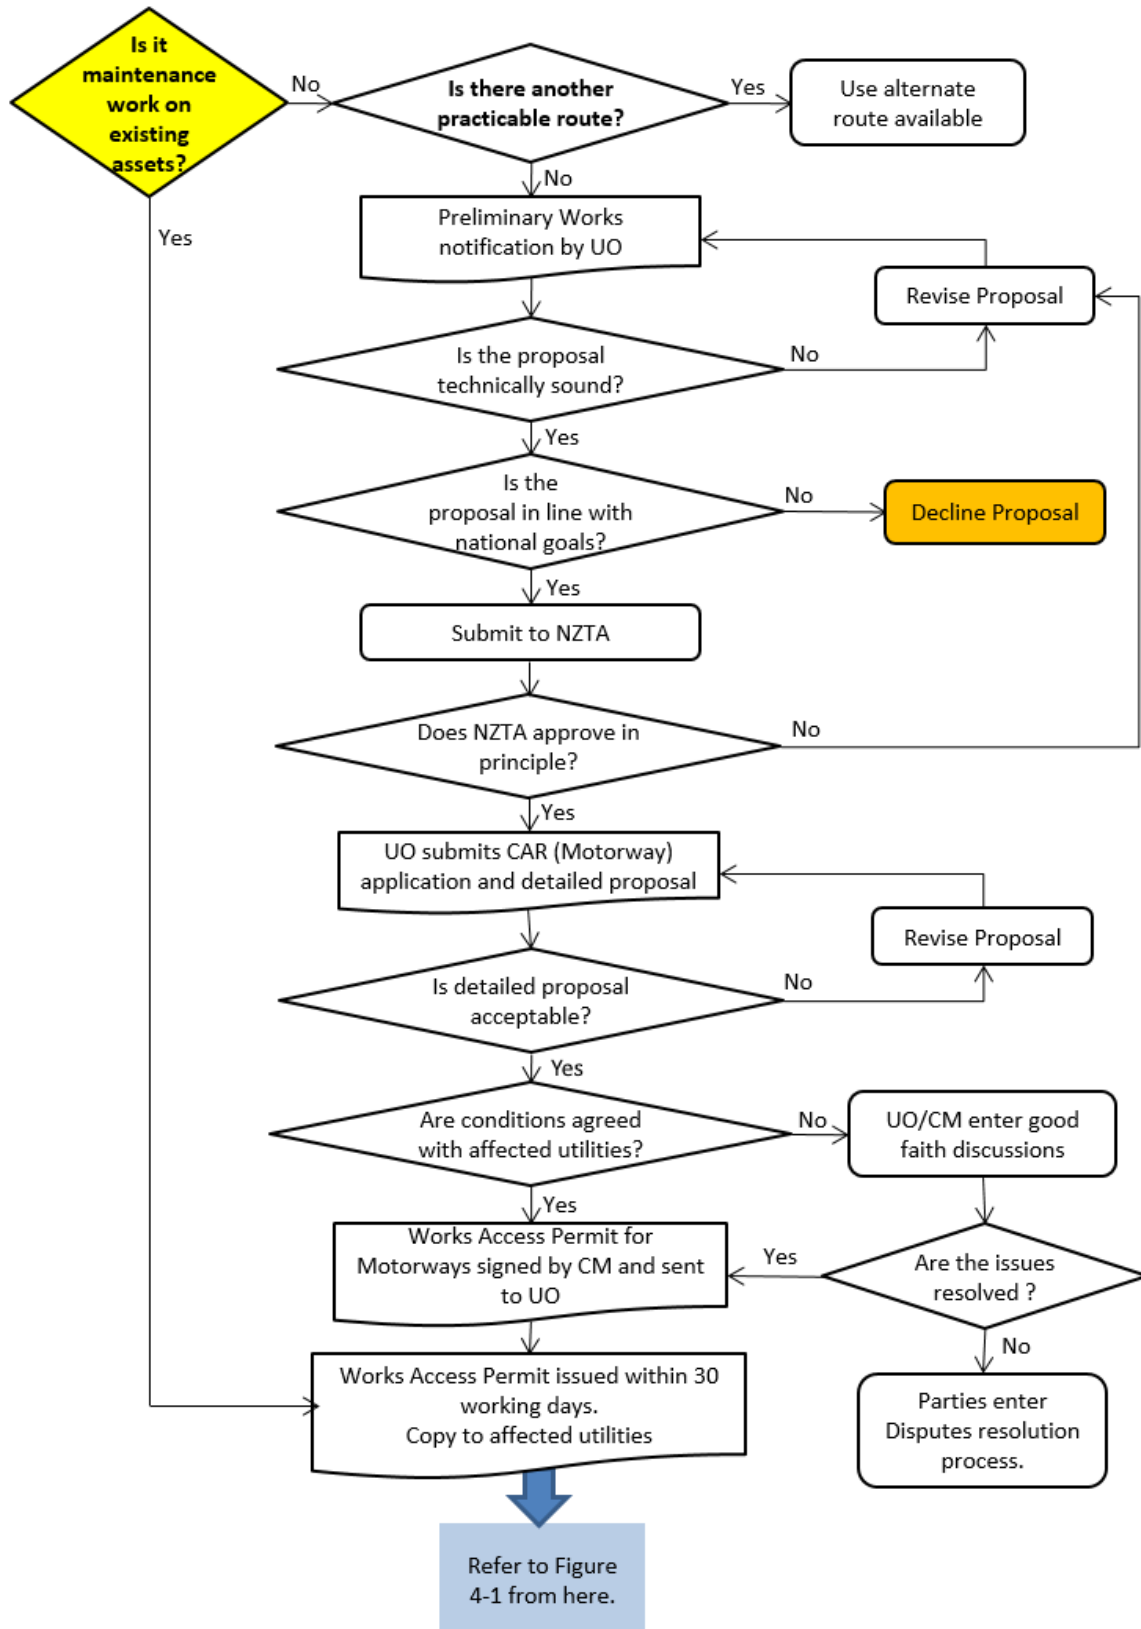 Is it
maintenance
work on
existing
assets?
No
Is there another
practicable route?
Yes
Use alternate
route available
No
Yes
Preliminary Works
notification by UO
Revise Proposal
Is the proposal
technically sound?
No
Yes
Is the
proposal in line with
national goals?
No
Decline Proposal
Yes
Submit to NZTA
Does NZTA approve in
principle?
No
Yes
UO submits CAR (Motorway)
application and detailed proposal
Revise Proposal
Is detailed proposal
acceptable?
No
Yes
Are conditions agreed
with affected utilities?
No
UO/CM enter good
faith discussions
Yes
Works Access Permit for
Motorways signed by CM and sent
to UO
Yes
Are the issues
resolved ?
No
Works Access Permit issued within 30
working days.
Copy to affected utilities
Parties enter
Disputes resolution
process.
Refer to Figure
4-1 from here.